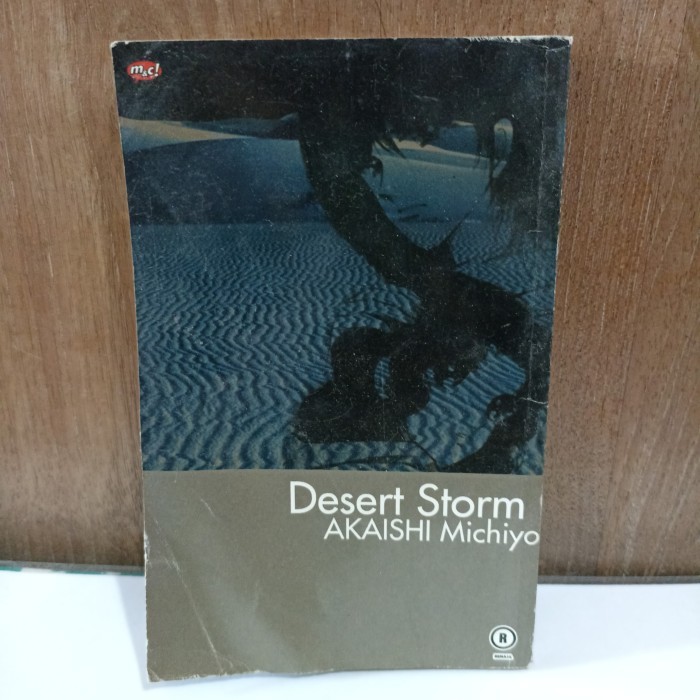 m&c!
Desert Storm
AKAISHI Michiyo
R